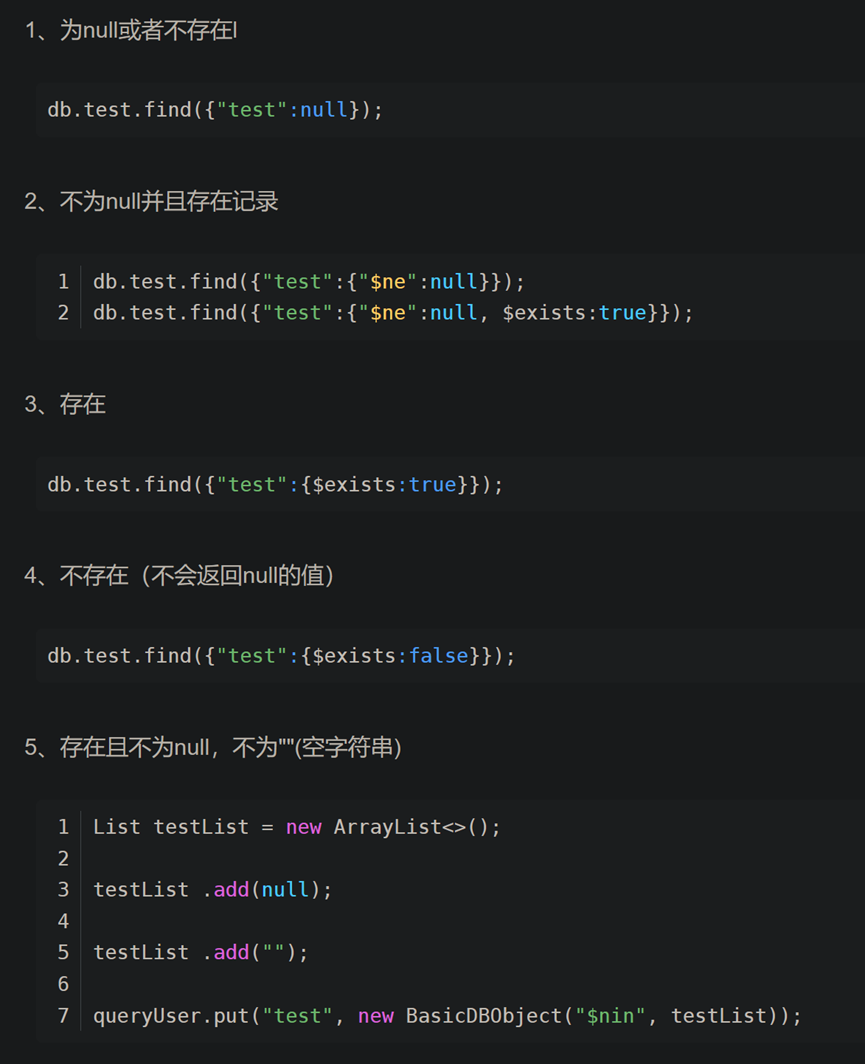 1、为null或者不存在l
db.test.find({"test":null});
2、不为null并且存在记录
1 db.test.find({"test":{"$ne":null}});
2 db.test.find({"test":{"$ne":null, $exists:true}});
3、存在
db.test.find({"test":{$exists:true}});
4、不存在（不会返回null的值）
db.test.find({"test":{$exists:false}});
5、存在且不为null，不为""(空字符串)
1 List testList = new ArrayList<>();
2
3 testList .add(null);
4
5 testList .add("");
6
7 queryUser.put("test", new BasicDBObject("$nin", testList));